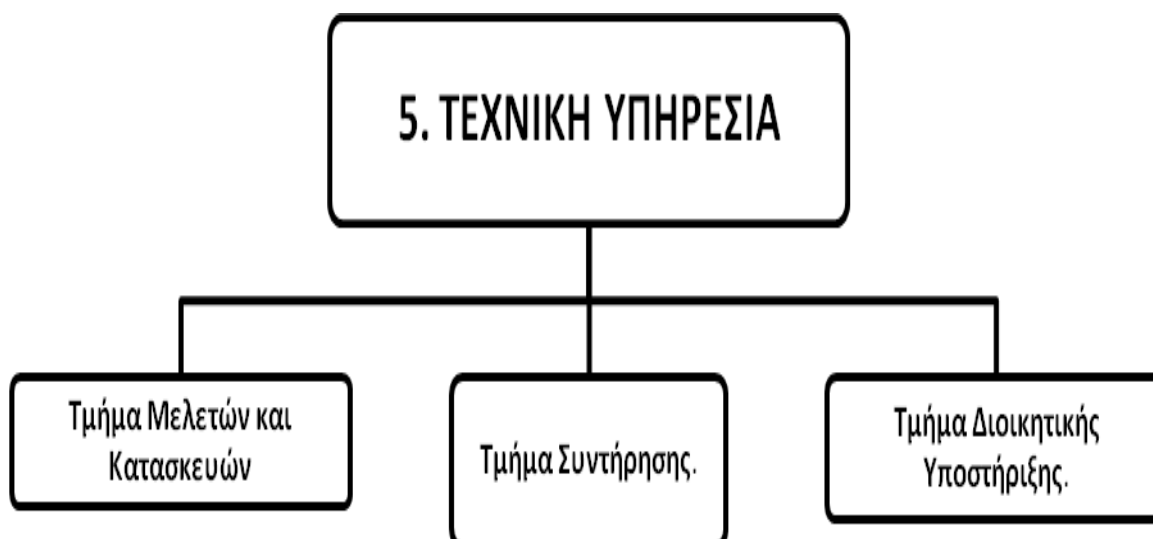 5. ΤΕΧΝΙΚΗ ΥΠΗΡΕΣΙΑ
Τμήμα Μελετών και
Κατασκευών
Τμήμα Συντήρησης.
Τμήμα Διοικητικής
Υποστήριξης.